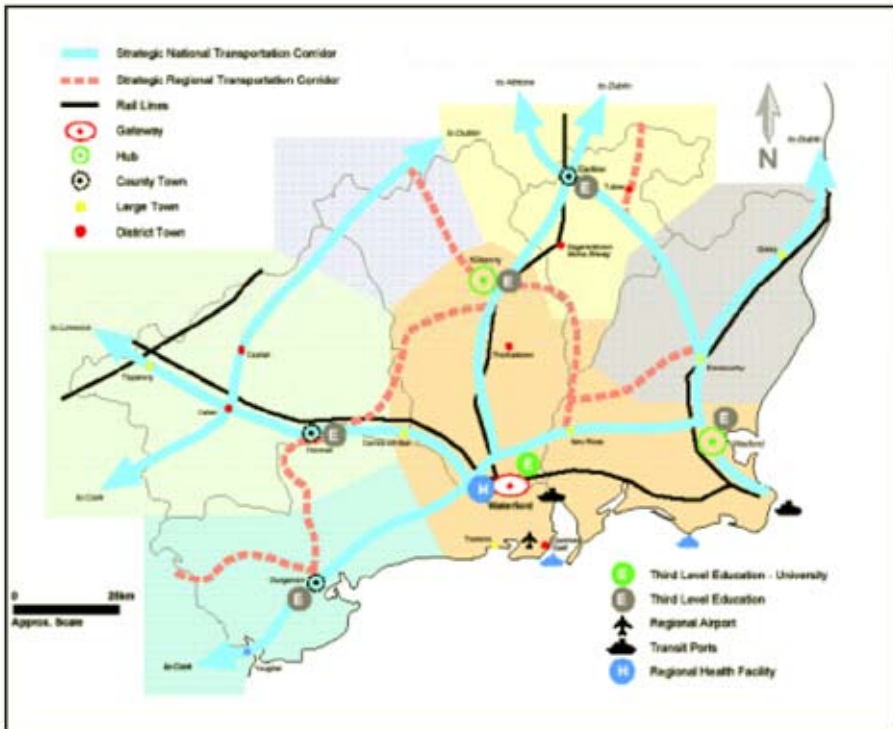 Strategic National Transportation Corridor
Strategic Regional Transportation Corridor
Rail Lines
Gateway
Hub
County Town
Large Town
District Town
to Athlone
to Dublin
to Dublin
to Dublin
N
Carlow
E
Tullow
Kilkenny
E
Gorey
to Limerick
Cashel
Thomastown
Enniscorthy
Tipperary
Cahir
E
Clonmel
E
Carrick-on-Suir
New Ross
Wexford
E
to Cork
H
Waterford
Tramore
Dungarvan
E
0 25km
Approx. Scale
to Cork
Youghal
E Third Level Education - University
E Third Level Education
Regional Airport
Transit Ports
H Regional Health Facility